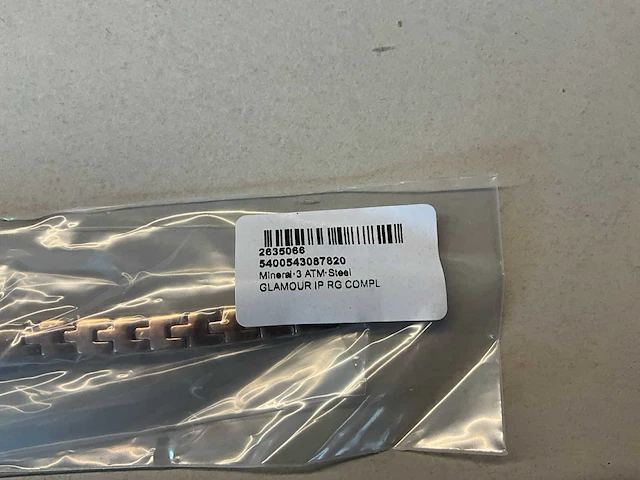 2635066
5400543087820
Mineral-3 ATM-Steel
GLAMOUR IP RG COMPL